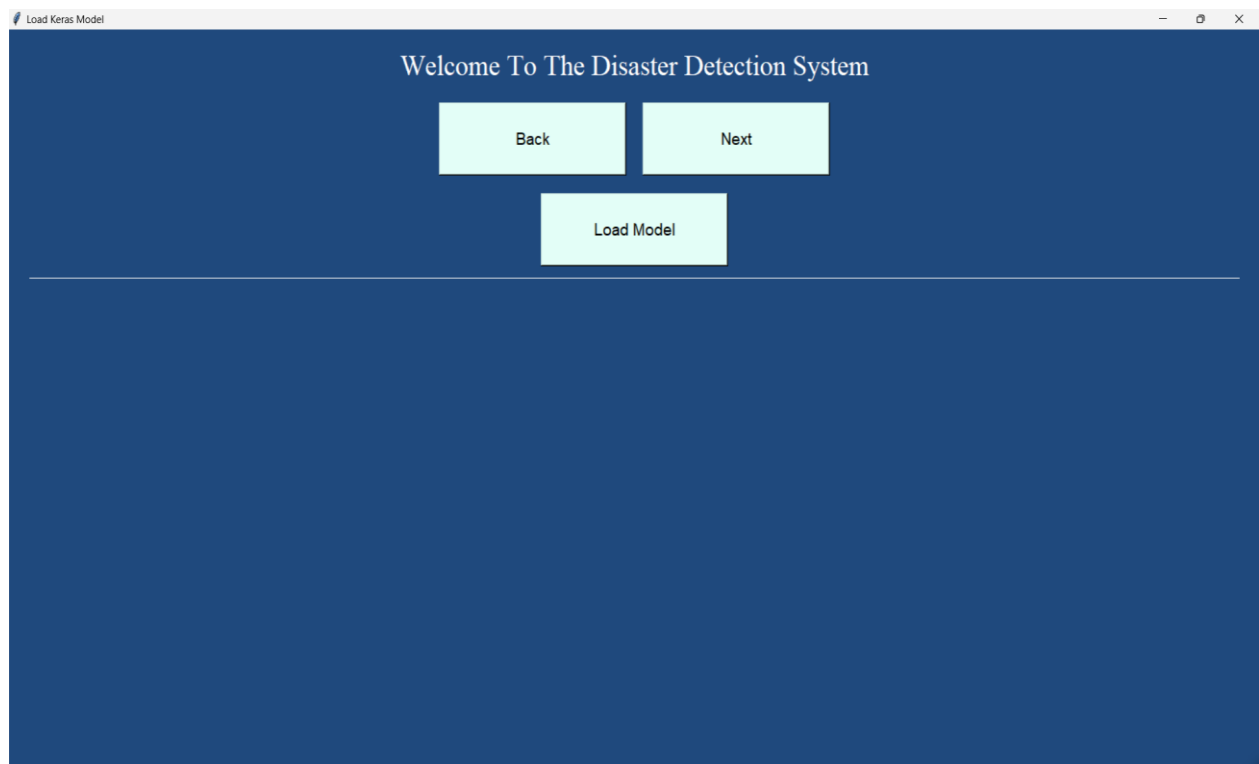 Load Keras Model
Welcome To The Disaster Detection System
Back
Next
Load Model